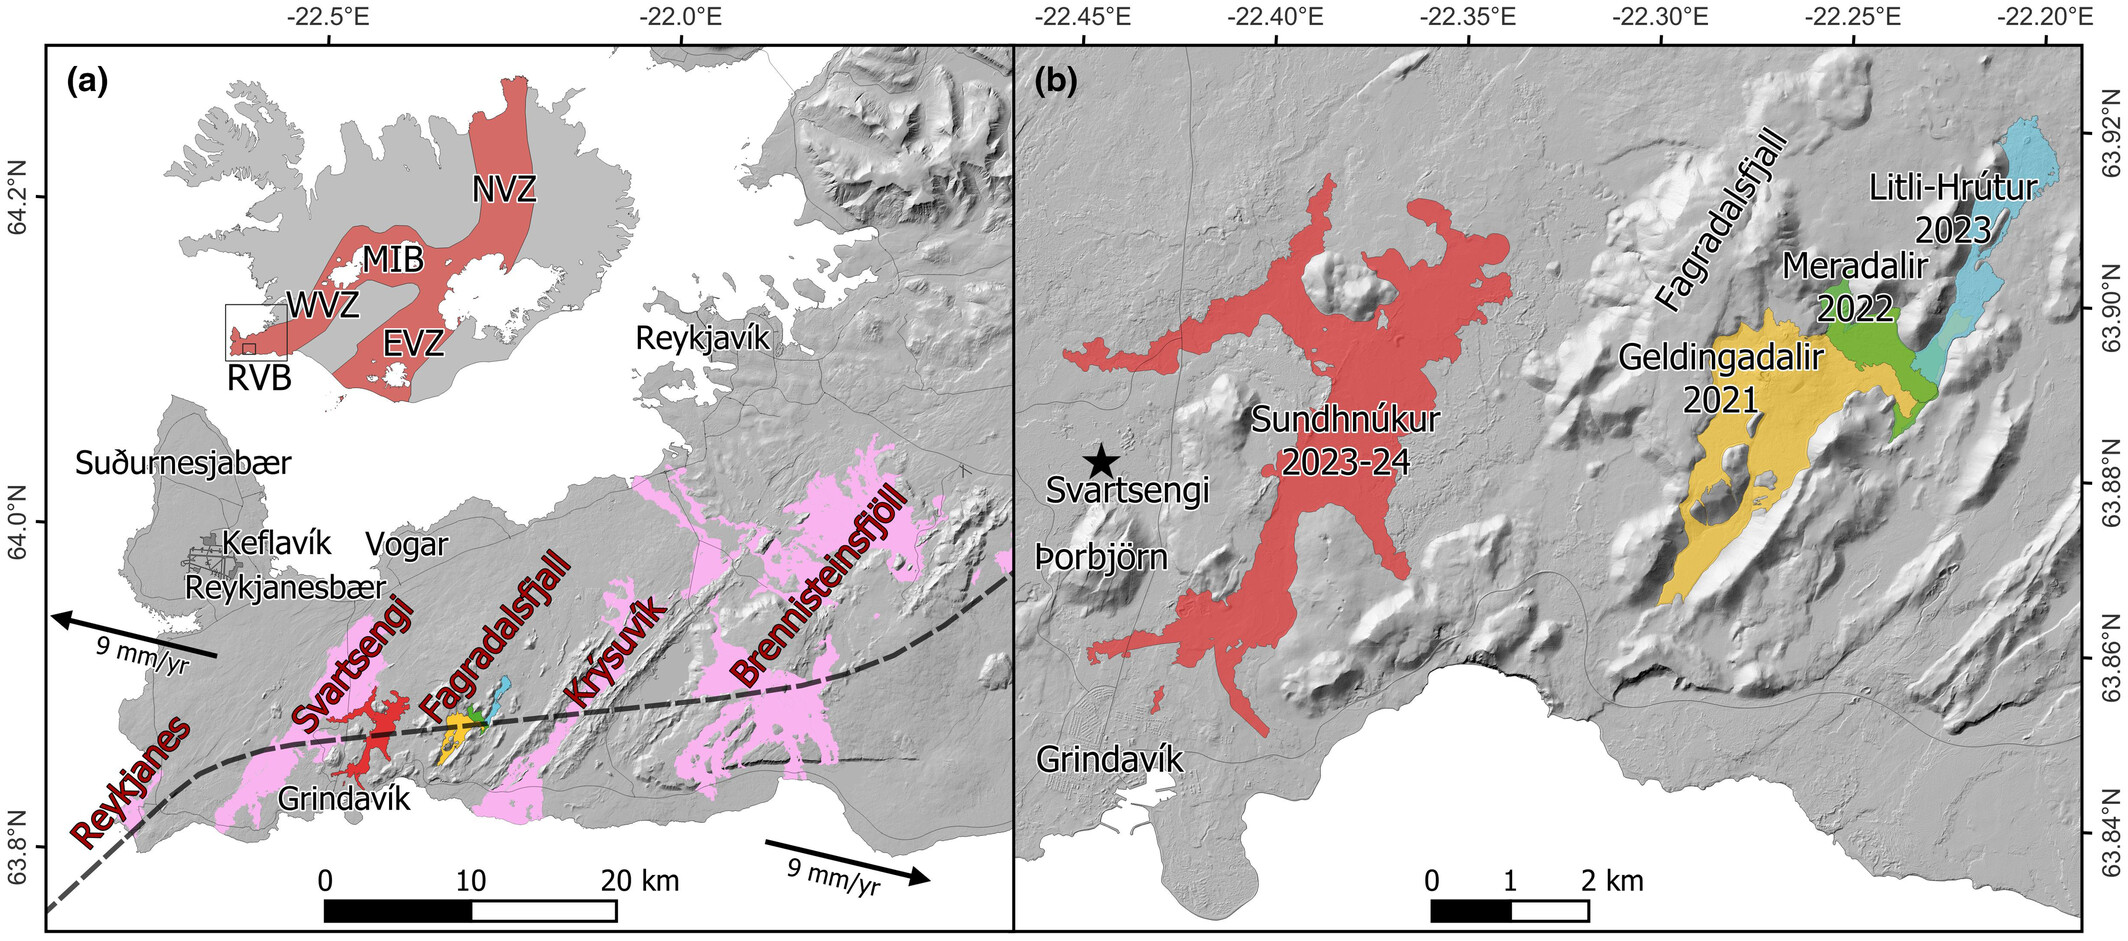 -22.5°E
-22.0°E
-22.45°E
-22.40°E
-22.35°E
-22.30°E
-22.25°E
-22.20°E
(a)
64.2°N
64.0°N
63.8°N
NVZ
MIB
WVZ
EVZ
RVB
Reykjavík
Suðurnesjabær
Keflavík
Vogar
Reykjanesbær
9 mm/yr
Svartsengi
Fagradalsfjall
Krýsuvík
Brennisteinsfjöll
Reykjanes
Grindavík
9 mm/yr
0
10
20 km
(b)
Fagradalsfjall
Litli-Hrútur
2023
Meradalir
2022
Geldingadalir
2021
Sundhnúkur
2023-24
Svartsengi
Þorbjörn
Grindavík
0
1
2 km
63.92°N
63.90°N
63.88°N
63.86°N
63.84°N